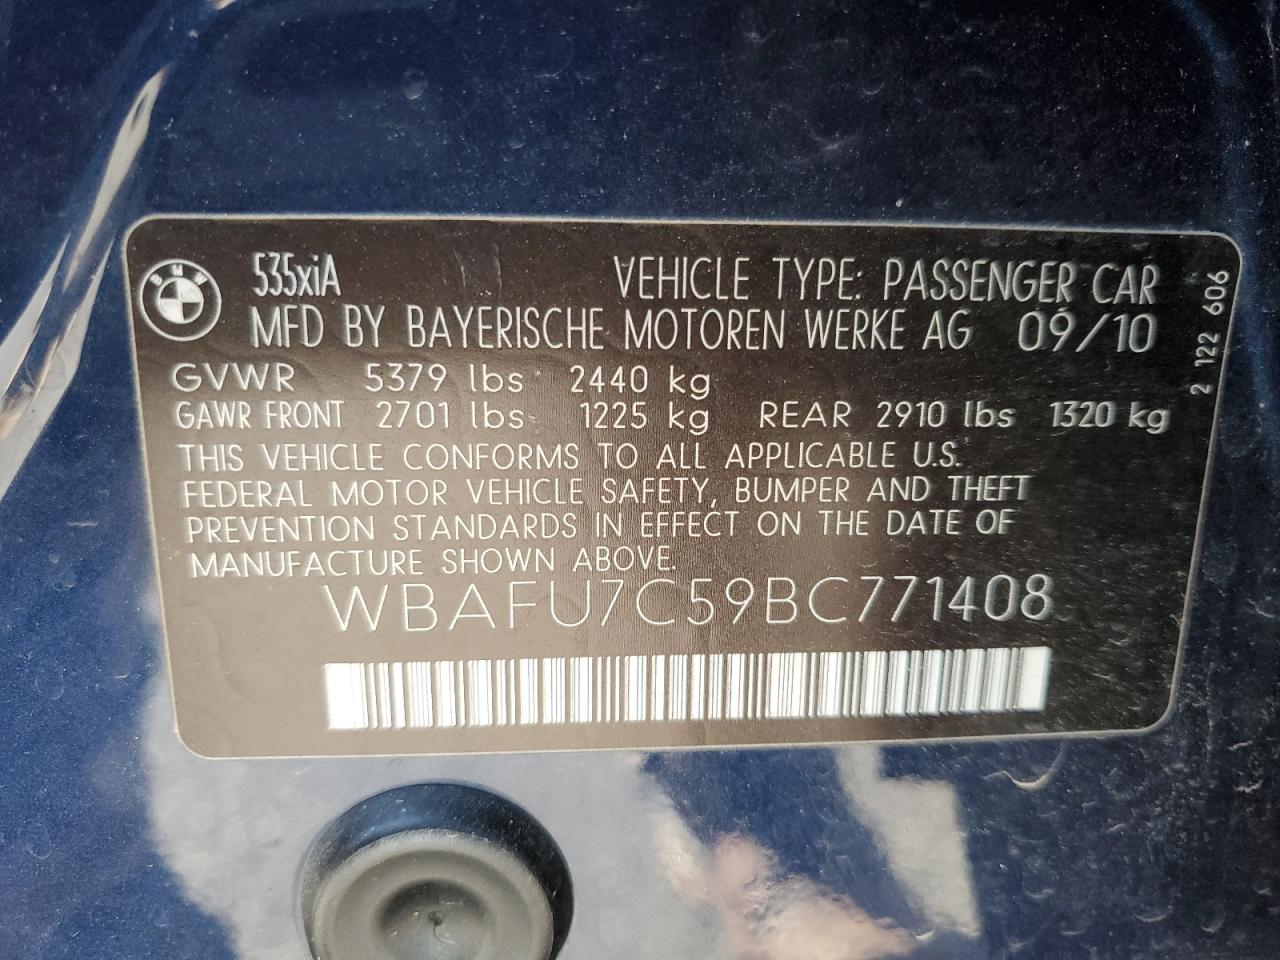 BMW
535xiA VEHICLE TYPE: PASSENGER CAR
MFD BY BAYERISCHE MOTOREN WERKE AG 09/10
GVWR 5379 lbs 2440 kg
GAWR FRONT 2701 lbs 1225 kg REAR 2910 lbs 1320 kg
THIS VEHICLE CONFORMS TO ALL APPLICABLE U.S.
FEDERAL MOTOR VEHICLE SAFETY, BUMPER AND THEFT
PREVENTION STANDARDS IN EFFECT ON THE DATE OF
MANUFACTURE SHOWN ABOVE.
WBAFU7C59BC771408
2 122 606